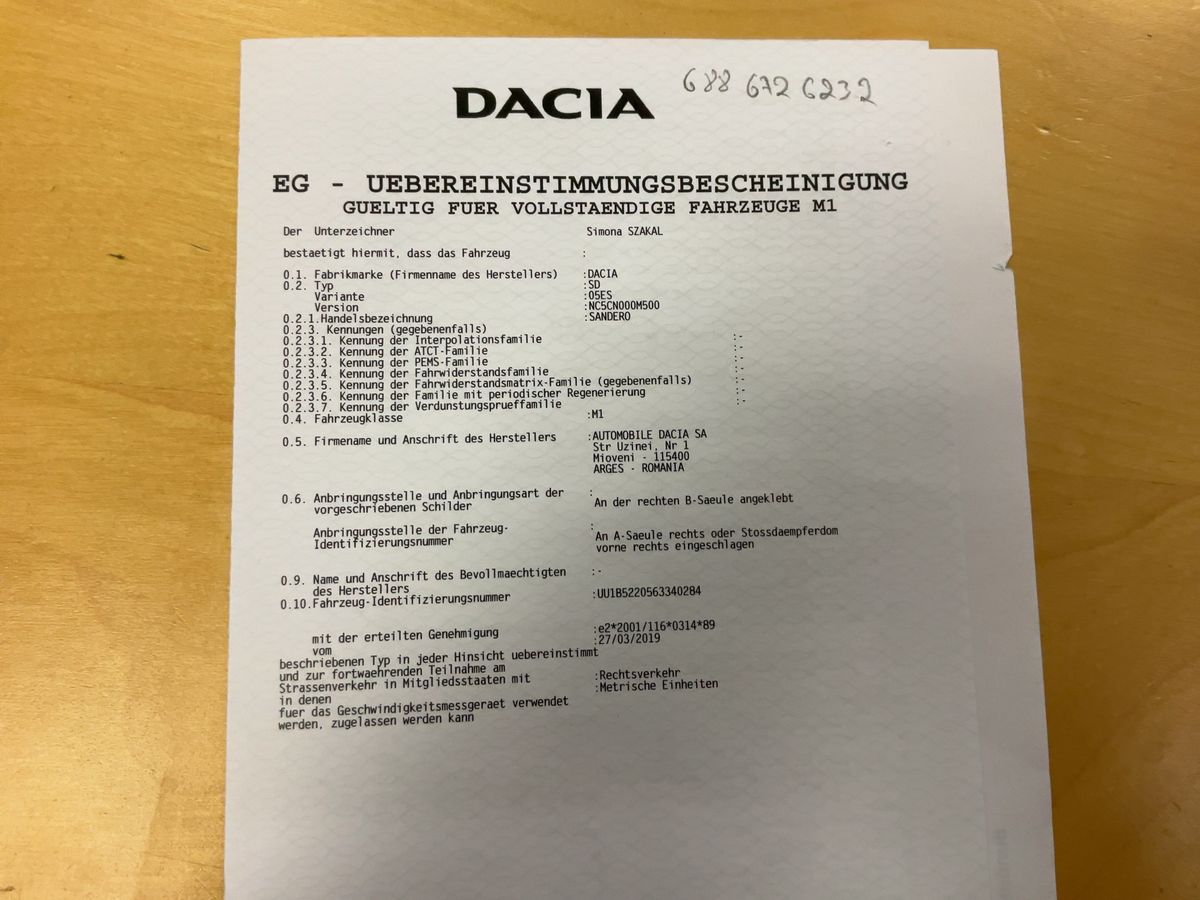 DACIA
688 672 6232
EG - UEBEREINSTIMMUNGSBESCHEINIGUNG
GUELTIG FUER VOLLSTAENDIGE FAHRZEUGE M1
Der Unterzeichner Simona SZAKAL
bestaetigt hiermit, dass das Fahrzeug :
0.1. Fabrikmarke (Firmenname des Herstellers) :DACIA
0.2. Typ :SD
Variante :05ES
Version :NC5CN000M500
0.2.1.Handelsbezeichnung :SANDERO
0.2.3. Kennungen (gegebenenfalls)
0.2.3.1. Kennung der Interpolationsfamilie :-
0.2.3.2. Kennung der ATCT-Familie :-
0.2.3.3. Kennung der PEMS-Familie :-
0.2.3.4. Kennung der Fahrwiderstandsfamilie :-
0.2.3.5. Kennung der Fahrwiderstandsmatrix-Familie (gegebenenfalls) :-
0.2.3.6. Kennung der Familie mit periodischer Regenerierung :-
0.2.3.7. Kennung der Verdunstungsprueffamilie :-
0.4. Fahrzeugklasse :M1
0.5. Firmename und Anschrift des Herstellers :AUTOMOBILE DACIA SA
Str Uzinei, Nr 1
Mioveni - 115400
ARGES - ROMANIA
0.6. Anbringungsstelle und Anbringungsart der :
vorgeschriebenen Schilder An der rechten B-Saeule angeklebt
Anbringungsstelle der Fahrzeug- :
Identifizierungsnummer An A-Saeule rechts oder Stossdaempferdom
vorne rechts eingeschlagen
0.9. Name und Anschrift des Bevollmaechtigten :-
des Herstellers
0.10.Fahrzeug-Identifizierungsnummer :UU1B5220563340284
mit der erteilten Genehmigung :e2*2001/116*0314*89
vom :27/03/2019
beschriebenen Typ in jeder Hinsicht uebereinstimmt
und zur fortwaehrenden Teilnahme am
Strassenverkehr in Mitgliedsstaaten mit :Rechtsverkehr
in denen :Metrische Einheiten
fuer das Geschwindigkeitsmessgeraet verwendet
werden, zugelassen werden kann